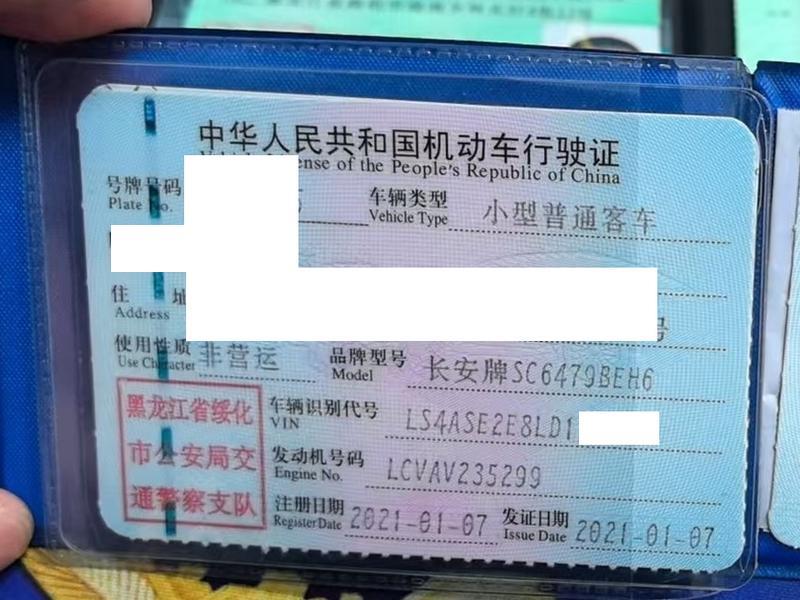 中华人民共和国机动车行驶证
ense of the People's Republic of China
号牌号码
Plate No.
车辆类型
Vehicle Type
小型普通客车
住 址
Address
号
使用性质
Use Character
非营运
品牌型号
Model
长安牌SC6479BEH6
车辆识别代号
VIN
LS4ASE2E8LD1
发动机号码
Engine No.
LCVAV235299
注册日期
Register Date
2021-01-07
发证日期
Issue Date
2021-01-07
黑龙江省绥化
市公安局交
通警察支队